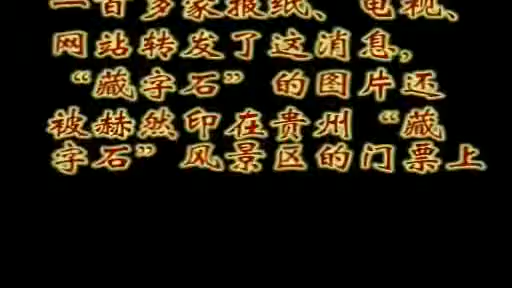 一百多家报纸、电视、
网站转发了这消息,
“藏字石”的图片还
被赫然印在贵州“藏
字石”风景区的门票上